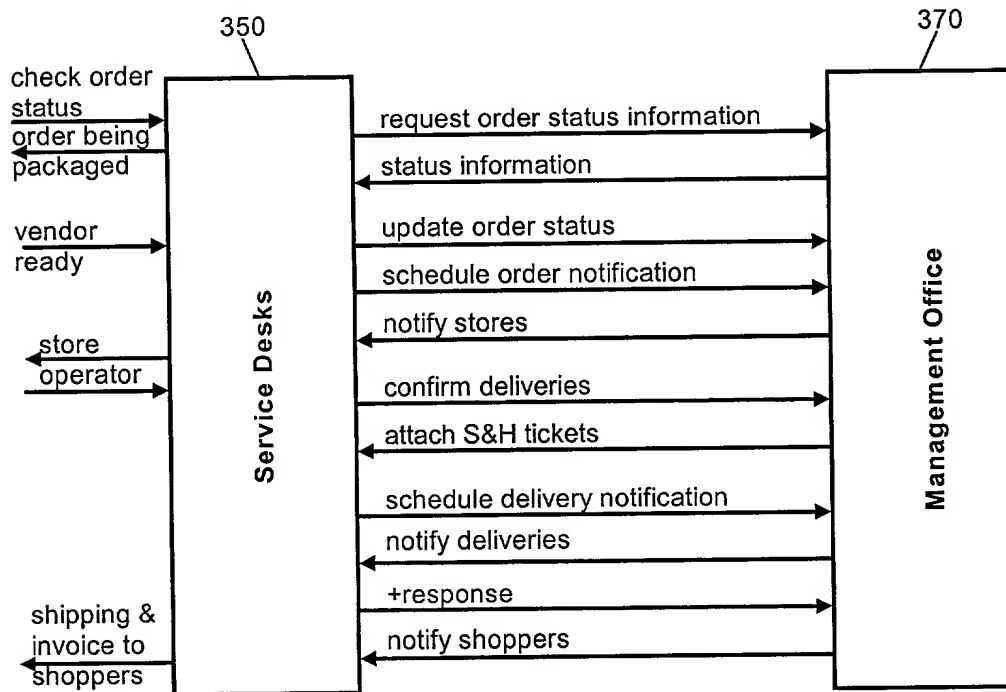 350
370
check order
status
order being
packaged
vendor
ready
store
operator
shipping &
invoice to
shoppers
Service Desks
request order status information
status information
update order status
schedule order notification
notify stores
confirm deliveries
attach S&H tickets
schedule delivery notification
notify deliveries
+response
notify shoppers
Management Office